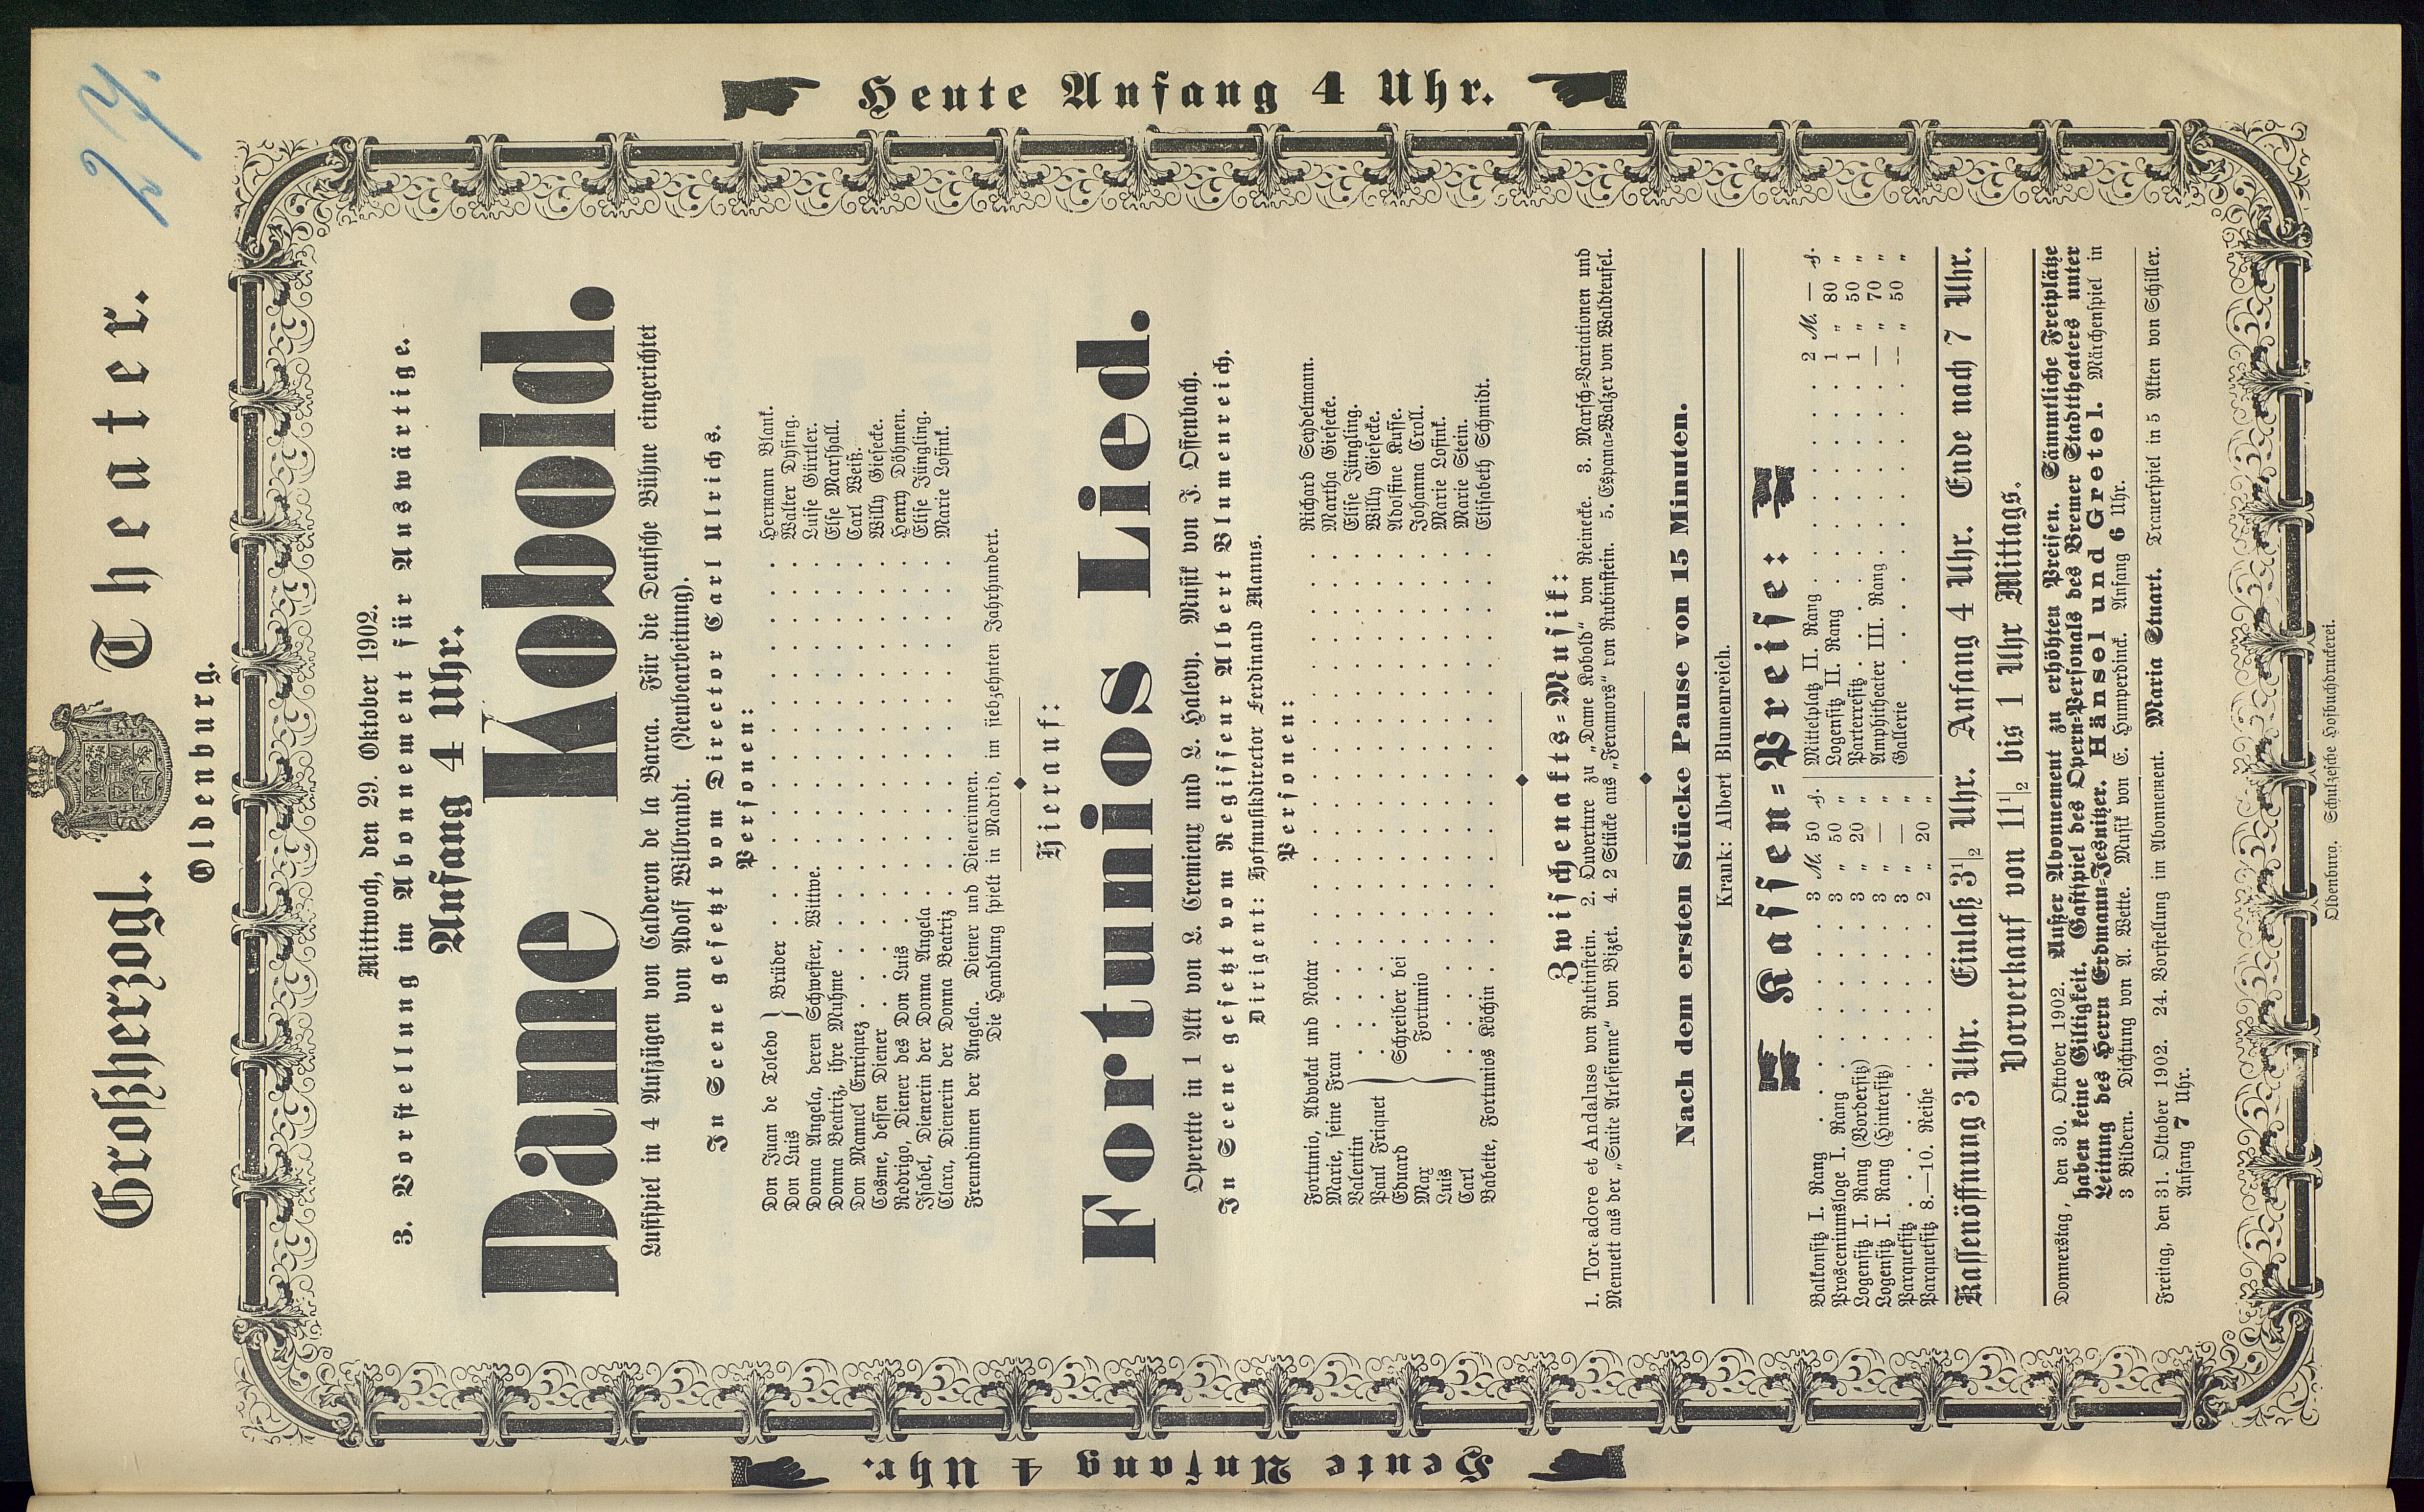 24.
Großherzogl. Theater.
Oldenburg.
Heute Anfang 4 Uhr.
Heute Anfang 4 Uhr.
Mittwoch, den 29. Oktober 1902.
3. Vorstellung im Abonnement für Auswärtige.
Anfang 4 Uhr.
Dame Kobold.
Lustspiel in 4 Aufzügen von Calderon de la Barca. Für die Deutsche Bühne eingerichtet
von Adolf Wilbrandt. (Neubearbeitung).
In Scene gesetzt vom Director Carl Ulrichs.
Personen:
Don Juan de Toledo } Brüder . . . Hermann Blank.
Don Luis . . . Walter Dysing.
Donna Angela, deren Schwester, Wittwe. . . . Luise Gürtler.
Donna Beatriz, ihre Muhme . . . Else Marshall.
Don Manuel Enriquez . . . Carl Weiß.
Cosme, dessen Diener . . . Willy Giesecke.
Rodrigo, Diener des Don Luis . . . Henry Döhmen.
Isabel, Dienerin der Donna Angela . . . Elise Jüngling.
Clara, Dienerin der Donna Beatriz . . . Marie Losink.
Freundinnen der Angela. Diener und Dienerinnen.
Die Handlung spielt in Madrid, im siebzehnten Jahrhundert.
Hierauf:
Fortunios Lied.
Operette in 1 Akt von L. Cremieux und L. Halevy. Musik von J. Offenbach.
In Scene gesetzt vom Regisseur Albert Blumenreich.
Dirigent: Hofmusikdirector Ferdinand Manns.
Personen:
Fortunio, Advokat und Notar . . . Richard Seydelmann.
Marie, seine Frau . . . Martha Giesecke.
Valentin . . . Elise Jüngling.
Paul Friquet . . . Willy Giesecke.
Eduard } Schreiber bei . . . Adolfine Kusse.
Max Fortunio . . . Johanna Croll.
Luis . . . Marie Losink.
Carl . . . Marie Stein.
Babette, Fortunios Köchin . . . Elisabeth Schmidt.
Zwischenakts-Musik:
1. Torcadore et Andaluse von Rubinstein. 2. Ouverture zu „Dame Kobold“ von Reinecke. 3. Marsch-Variationen und
Menuett aus der „Suite Arlesienne“ von Bizet. 4. 2 Stücke aus „Feramors“ von Rubinstein. 5. Espana-Walzer von Waldteufel.
Nach dem ersten Stücke Pause von 15 Minuten.
Krank: Albert Blumenreich.
Kassen-Preise:
Balkonsitz I. Rang . . . 3 M. 50 ₰.
Prosceniumsloge I. Rang . . . 3 „ 50 „
Logensitz I. Rang (Vordersitz) . . . 3 „ 20 „
Logensitz I. Rang (Hintersitz) . . . 3 „ — „
Parquetsitz . . . 3 „ — „
Parquetsitz 8.—10. Reihe . . . 2 „ 20 „
Mittelplatz II. Rang . . . 2 M. — ₰.
Logensitz II. Rang . . . 1 „ 80 „
Parterresitz . . . 1 „ 50 „
Amphitheater III. Rang . . . — „ 70 „
Gallerie . . . — „ 50 „
Kassenöffnung 3 Uhr. Einlaß 3½ Uhr. Anfang 4 Uhr. Ende nach 7 Uhr.
Vorverkauf von 11½ bis 1 Uhr Mittags.
Donnerstag, den 30. Oktober 1902. Außer Abonnement zu erhöhten Preisen. Sämmtliche Freiplätze
haben keine Giltigkeit. Gastspiel des Opern-Personals des Bremer Stadttheaters unter
Leitung des Herrn Erdmann-Jesnitzer. Hänsel und Gretel. Märchenspiel in
3 Bildern. Dichtung von A. Wette. Musik von E. Humperdinck. Anfang 6 Uhr.
Freitag, den 31. Oktober 1902. 24. Vorstellung im Abonnement. Maria Stuart. Trauerspiel in 5 Akten von Schiller.
Anfang 7 Uhr.
Oldenburg. Schulzesche Hofbuchdruckerei.